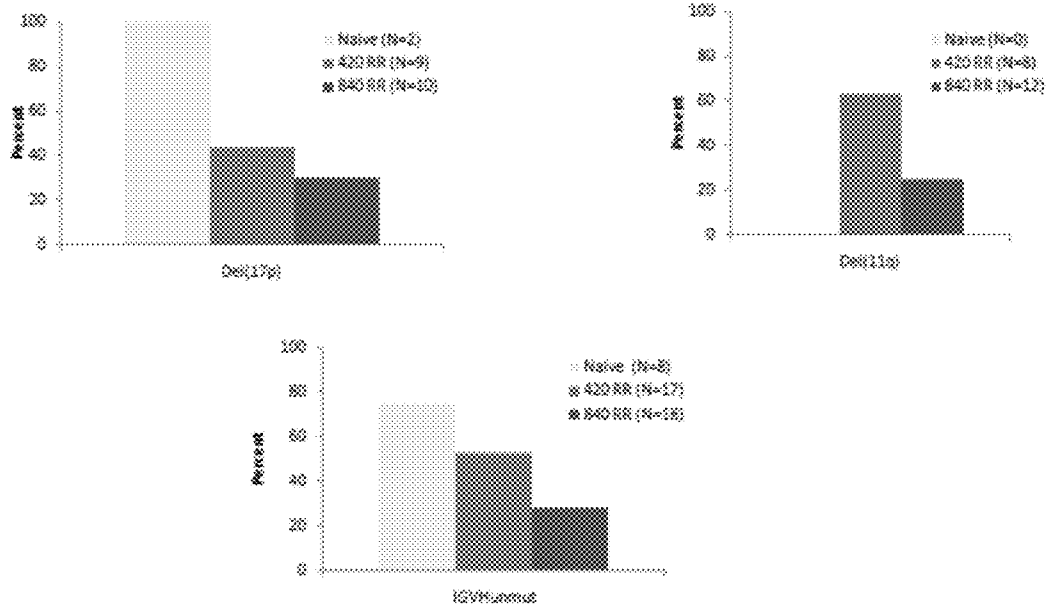 100
80
60
40
20
0
Percent
Naive (N=2)
420 RR (N=9)
840 RR (N=10)
Del(17p)
100
80
60
40
20
0
Percent
Naive (N=0)
420 RR (N=8)
840 RR (N=12)
Del(11q)
100
80
60
40
20
0
Percent
Naive (N=8)
420 RR (N=17)
840 RR (N=18)
IGVHunmut